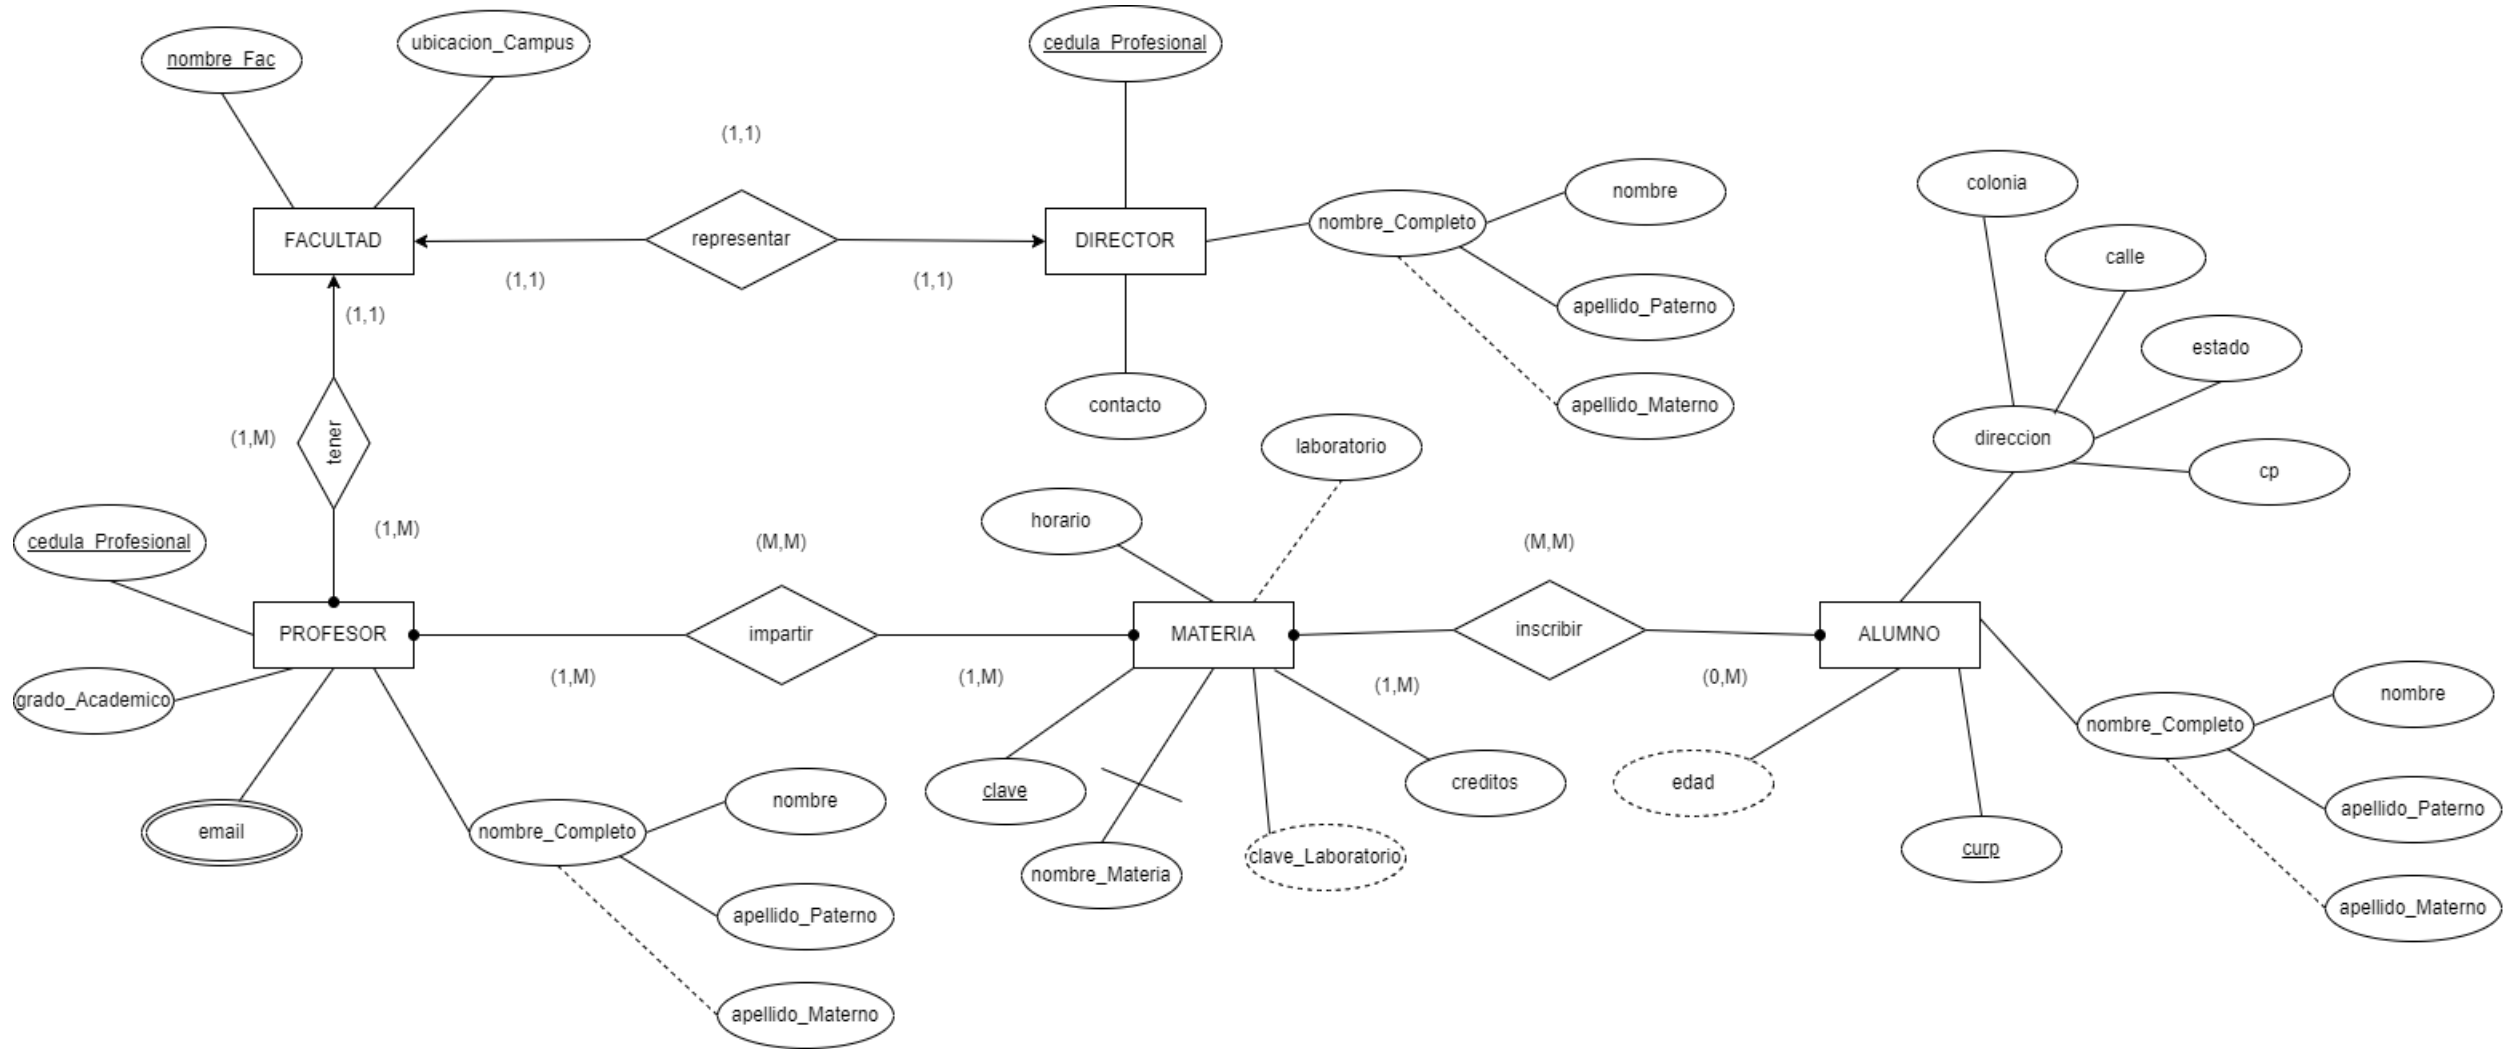 ubicacion_Campus
cedula_Profesional
nombre_Fac
(1,1)
colonia
nombre
nombre_Completo
FACULTAD
representar
DIRECTOR
calle
(1,1)
(1,1)
(1,1)
apellido_Paterno
estado
contacto
apellido_Materno
(1,M)
tener
laboratorio
direccion
cp
(1,M)
horario
cedula_Profesional
(M,M)
(M,M)
PROFESOR
impartir
MATERIA
inscribir
ALUMNO
(1,M)
(1,M)
(1,M)
(0,M)
grado_Academico
nombre
nombre_Completo
clave
creditos
edad
nombre
apellido_Paterno
email
nombre_Completo
nombre_Materia
clave_Laboratorio
curp
apellido_Paterno
apellido_Materno
apellido_Materno